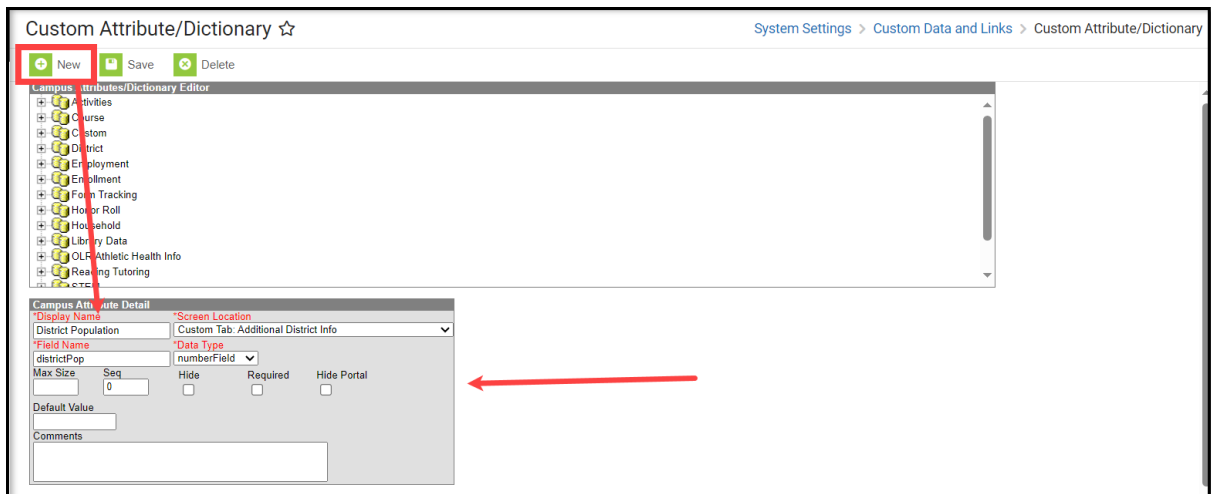 Custom Attribute/Dictionary
System Settings > Custom Data and Links > Custom Attribute/Dictionary
New Save Delete
Campus Attributes/Dictionary Editor
Activities
Course
Custom
District
Employment
Enrollment
Form Tracking
Honor Roll
Household
Library Data
OLR Athletic Health Info
Reading Tutoring
STEM
Campus Attribute Detail
*Display Name *Screen Location
District Population Custom Tab: Additional District Info
*Field Name *Data Type
districtPop numberField
Max Size Seq Hide Required Hide Portal
0
Default Value
Comments